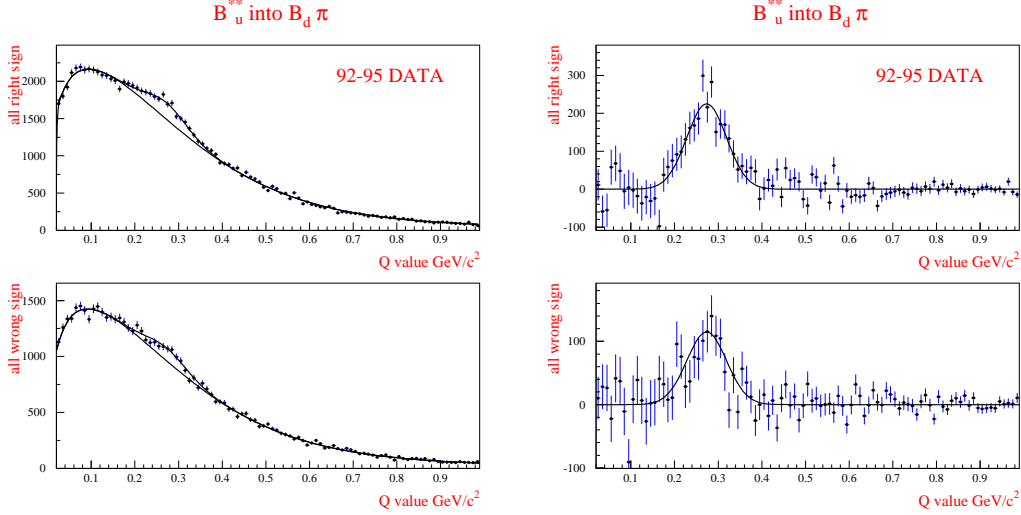 B**u into Bd π
92-95 DATA
all right sign
2000
1500
1000
500
0
0.1 0.2 0.3 0.4 0.5 0.6 0.7 0.8 0.9
Q value GeV/c2
B**u into Bd π
92-95 DATA
all right sign
300
200
100
0
-100
0.1 0.2 0.3 0.4 0.5 0.6 0.7 0.8 0.9
Q value GeV/c2
all wrong sign
1500
1000
500
0
0.1 0.2 0.3 0.4 0.5 0.6 0.7 0.8 0.9
Q value GeV/c2
all wrong sign
100
0
-100
0.1 0.2 0.3 0.4 0.5 0.6 0.7 0.8 0.9
Q value GeV/c2